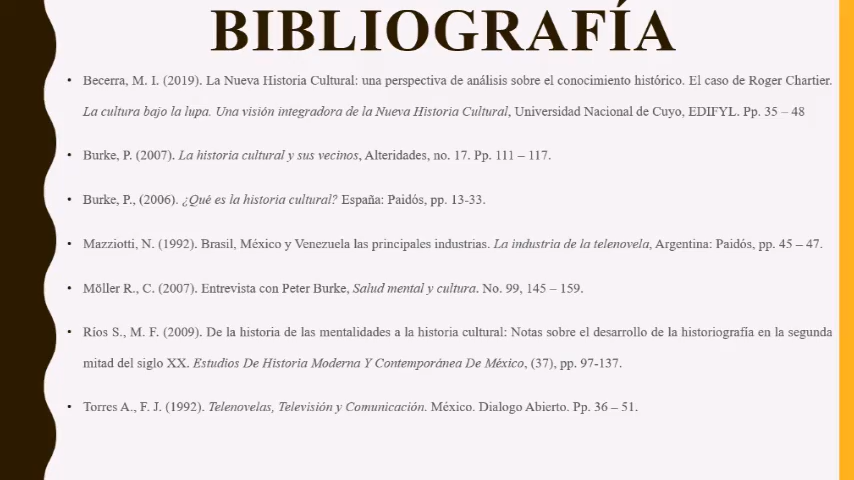 BIBLIOGRAFÍA
• Becerra, M. I. (2019). La Nueva Historia Cultural: una perspectiva de análisis sobre el conocimiento histórico. El caso de Roger Chartier.
La cultura bajo la lupa. Una visión integradora de la Nueva Historia Cultural, Universidad Nacional de Cuyo, EDIFYL. Pp. 35 – 48
• Burke, P. (2007). La historia cultural y sus vecinos, Alteridades, no. 17. Pp. 111 – 117.
• Burke, P., (2006). ¿Qué es la historia cultural? España: Paidós, pp. 13-33.
• Mazziotti, N. (1992). Brasil, México y Venezuela las principales industrias. La industria de la telenovela, Argentina: Paidós, pp. 45 – 47.
• Möller R., C. (2007). Entrevista con Peter Burke, Salud mental y cultura. No. 99, 145 – 159.
• Ríos S., M. F. (2009). De la historia de las mentalidades a la historia cultural: Notas sobre el desarrollo de la historiografía en la segunda
mitad del siglo XX. Estudios De Historia Moderna Y Contemporánea De México, (37), pp. 97-137.
• Torres A., F. J. (1992). Telenovelas, Televisión y Comunicación. México. Dialogo Abierto. Pp. 36 – 51.